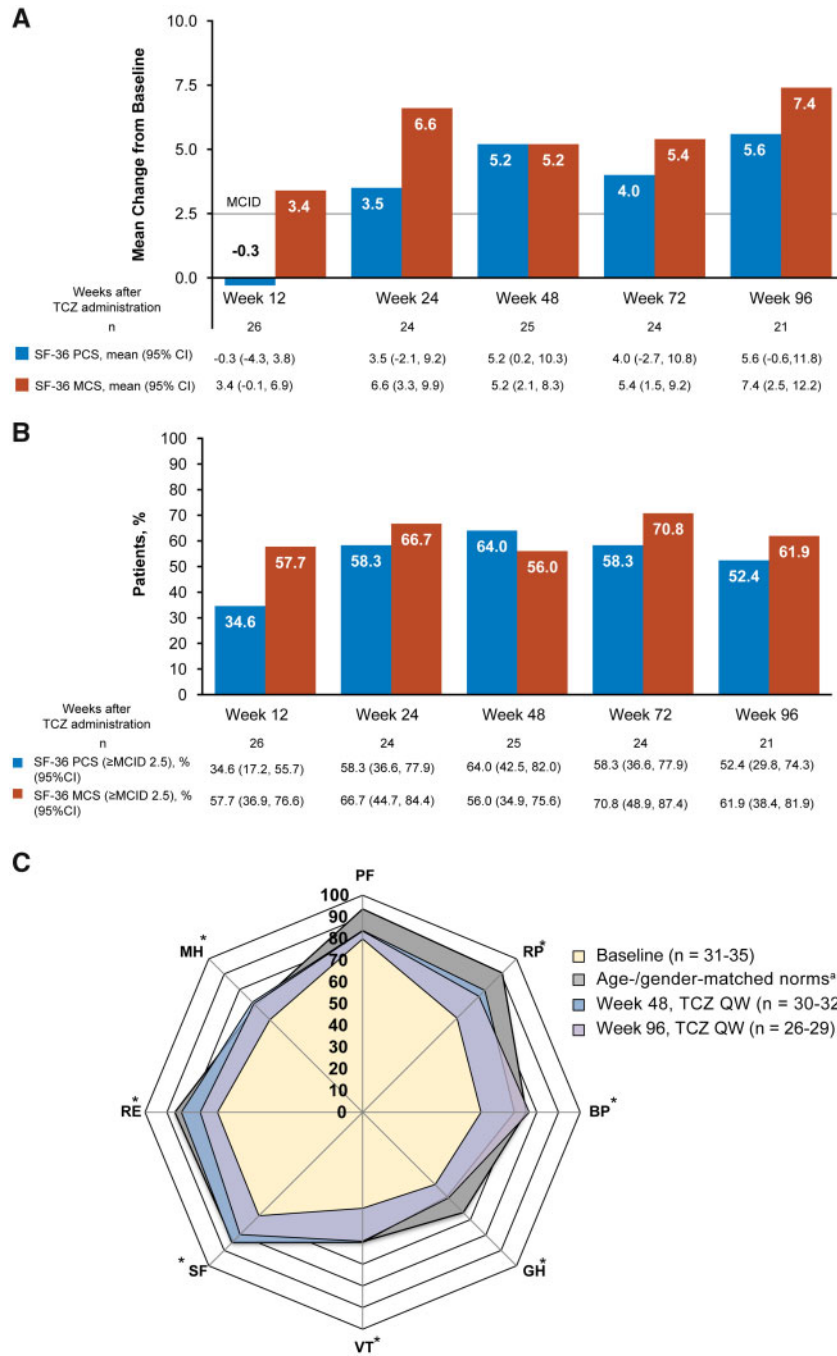 A
Mean Change from Baseline
10.0
7.5
5.0
2.5
0.0
MCID
-0.3
3.4
3.5
6.6
5.2
5.2
4.0
5.4
5.6
7.4
Weeks after
TCZ administration
Week 12 Week 24 Week 48 Week 72 Week 96
n 26 24 25 24 21
SF-36 PCS, mean (95% CI) -0.3 (-4.3, 3.8) 3.5 (-2.1, 9.2) 5.2 (0.2, 10.3) 4.0 (-2.7, 10.8) 5.6 (-0.6,11.8)
SF-36 MCS, mean (95% CI) 3.4 (-0.1, 6.9) 6.6 (3.3, 9.9) 5.2 (2.1, 8.3) 5.4 (1.5, 9.2) 7.4 (2.5, 12.2)
B
Patients, %
100
90
80
70
60
50
40
30
20
10
0
34.6
57.7
58.3
66.7
64.0
56.0
58.3
70.8
52.4
61.9
Weeks after
TCZ administration
Week 12 Week 24 Week 48 Week 72 Week 96
n 26 24 25 24 21
SF-36 PCS (≥MCID 2.5), %
(95%CI)
34.6 (17.2, 55.7) 58.3 (36.6, 77.9) 64.0 (42.5, 82.0) 58.3 (36.6, 77.9) 52.4 (29.8, 74.3)
SF-36 MCS (≥MCID 2.5), %
(95%CI)
57.7 (36.9, 76.6) 66.7 (44.7, 84.4) 56.0 (34.9, 75.6) 70.8 (48.9, 87.4) 61.9 (38.4, 81.9)
C
PF
100
90
80
70
60
50
40
30
20
10
0
MH*
RP*
RE*
BP*
*SF
GH*
VT*
Baseline (n = 31-35)
Age-/gender-matched normsᵃ
Week 48, TCZ QW (n = 30-32
Week 96, TCZ QW (n = 26-29)